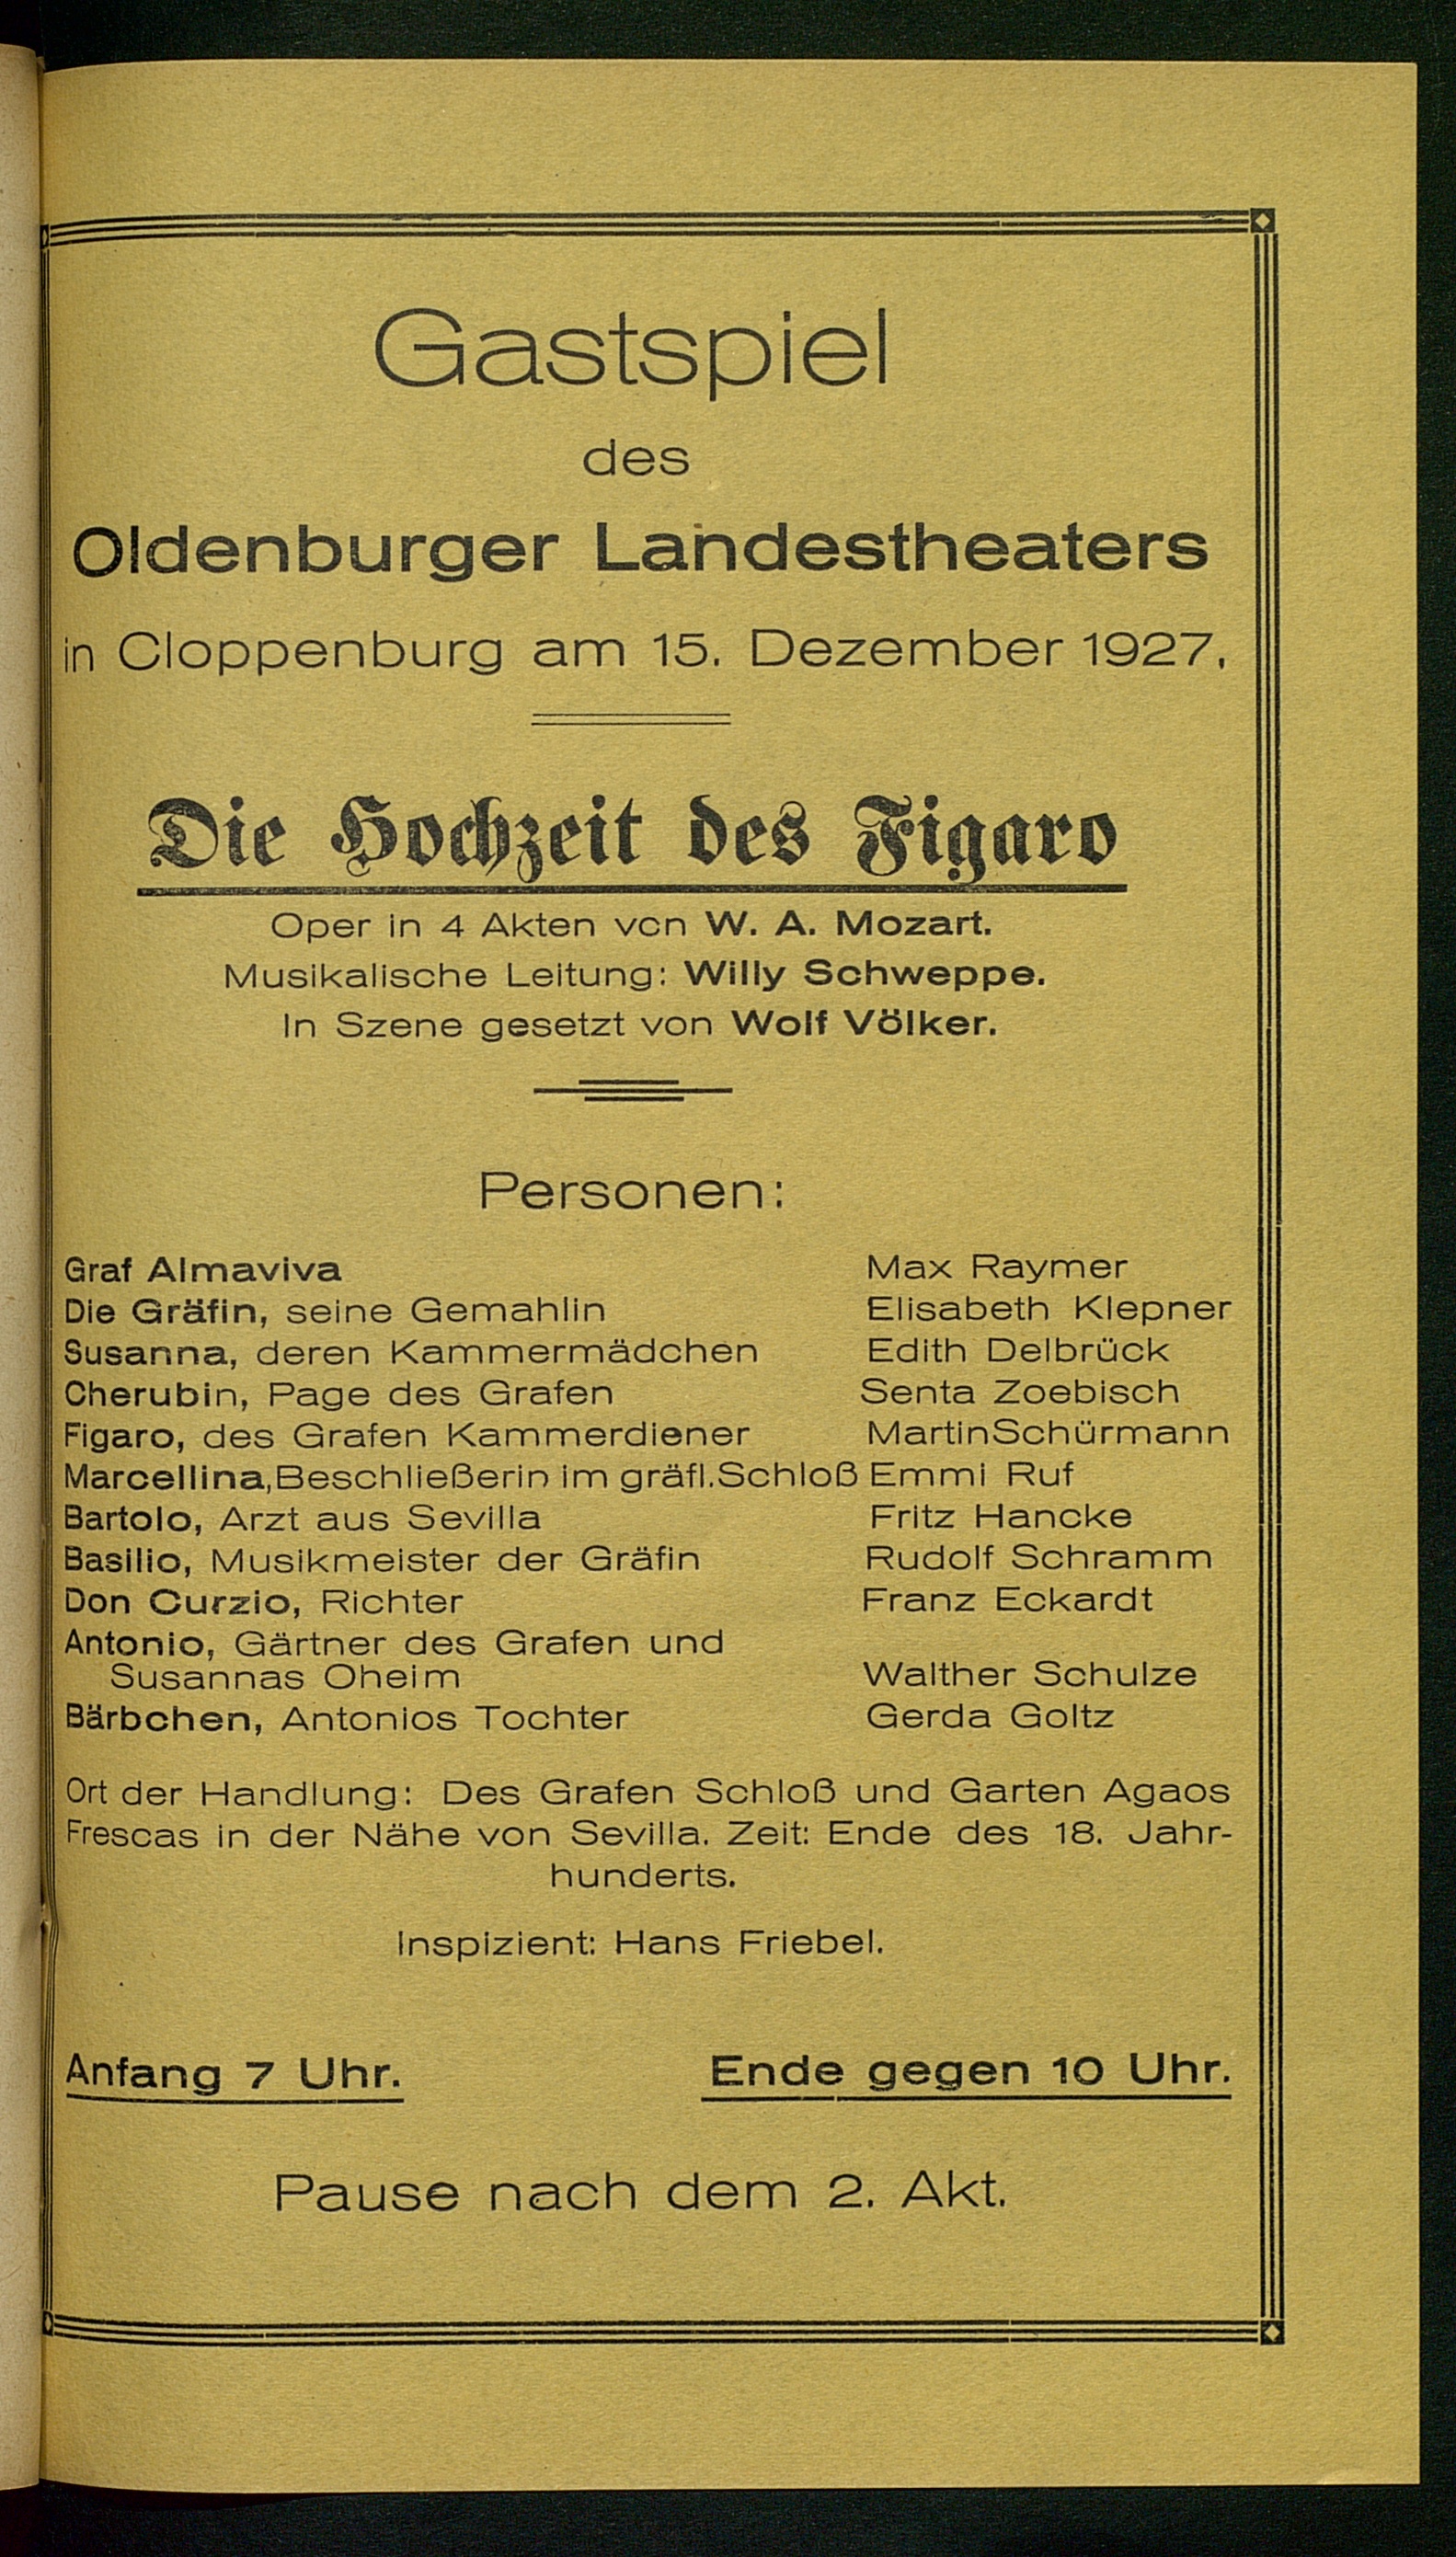 Gastspiel
des
Oldenburger Landestheaters
in Cloppenburg am 15. Dezember 1927.
Die Hochzeit des Figaro
Oper in 4 Akten von W. A. Mozart.
Musikalische Leitung: Willy Schweppe.
In Szene gesetzt von Wolf Völker.
Personen:
Graf Almaviva Max Raymer
Die Gräfin, seine Gemahlin Elisabeth Klepner
Susanna, deren Kammermädchen Edith Delbrück
Cherubin, Page des Grafen Senta Zoebisch
Figaro, des Grafen Kammerdiener MartinSchürmann
Marcellina,Beschließerin im gräfl.Schloß Emmi Ruf
Bartolo, Arzt aus Sevilla Fritz Hancke
Basilio, Musikmeister der Gräfin Rudolf Schramm
Don Curzio, Richter Franz Eckardt
Antonio, Gärtner des Grafen und
Susannas Oheim Walther Schulze
Bärbchen, Antonios Tochter Gerda Goltz
Ort der Handlung: Des Grafen Schloß und Garten Agaos
Frescas in der Nähe von Sevilla. Zeit: Ende des 18. Jahr-
hunderts.
Inspizient: Hans Friebel.
Anfang 7 Uhr. Ende gegen 10 Uhr.
Pause nach dem 2. Akt.